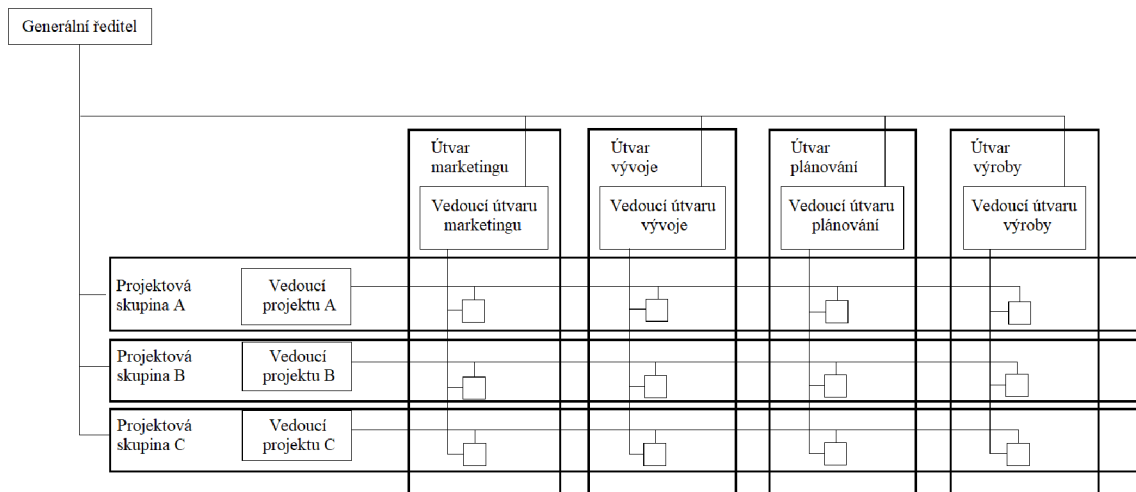 Generální ředitel
Útvar
marketingu
Útvar
vývoje
Útvar
plánování
Útvar
výroby
Vedoucí útvaru
marketingu
Vedoucí útvaru
vývoje
Vedoucí útvaru
plánování
Vedoucí útvaru
výroby
Projektová
skupina A
Vedoucí
projektu A
Projektová
skupina B
Vedoucí
projektu B
Projektová
skupina C
Vedoucí
projektu C